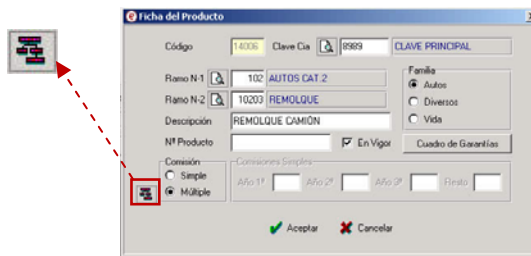 Ficha del Producto
Código 14006 Clave Cia 8989 CLAVE PRINCIPAL
Ramo N-1 102 AUTOS CAT.2
Ramo N-2 10203 REMOLQUE
Descripción REMOLQUE CAMIÓN
Nº Producto En Vigor
Familia
Autos
Diversos
Vida
Cuadro de Garantías
Comisión
Simple
Múltiple
Comisiones Simples
Año 1º Año 2º Año 3º Resto
Aceptar Cancelar